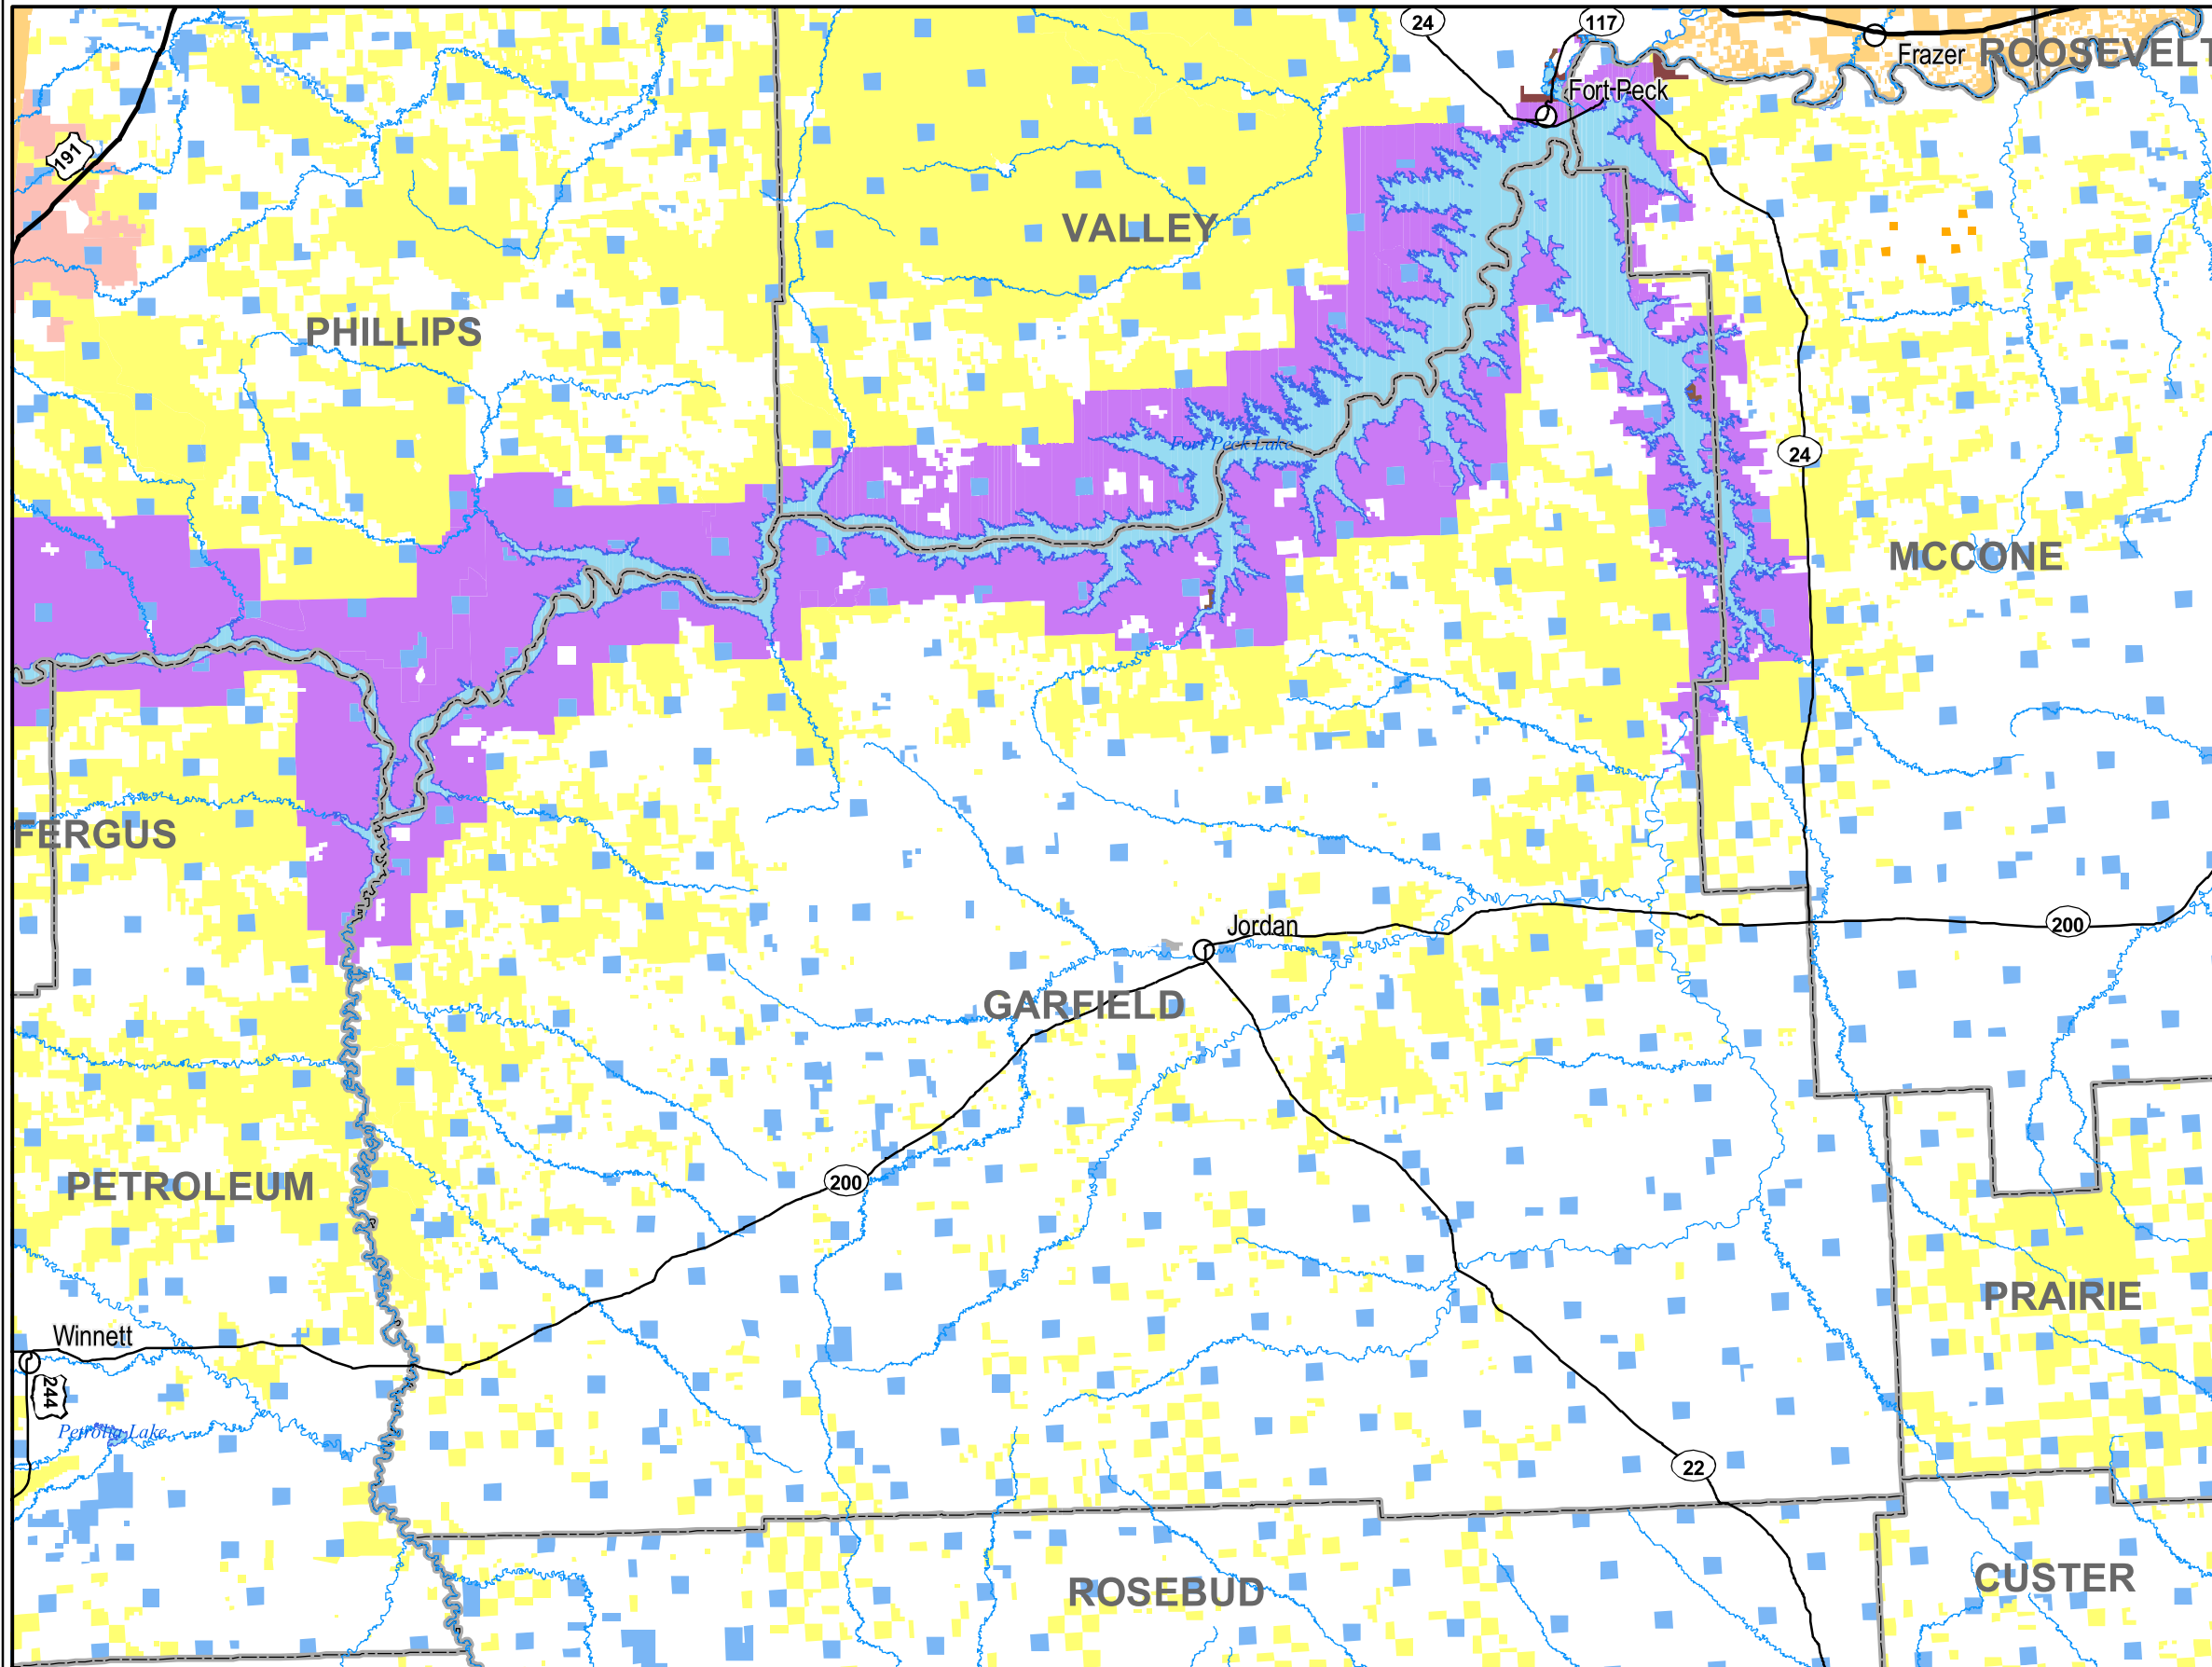 24
117
Frazer
ROOSEVELT
Fort Peck
191
VALLEY
PHILLIPS
Fort Peck Lake
24
MCCONE
FERGUS
Jordan
200
GARFIELD
PETROLEUM
200
PRAIRIE
Winnett
244
Petrolia Lake
22
ROSEBUD
CUSTER